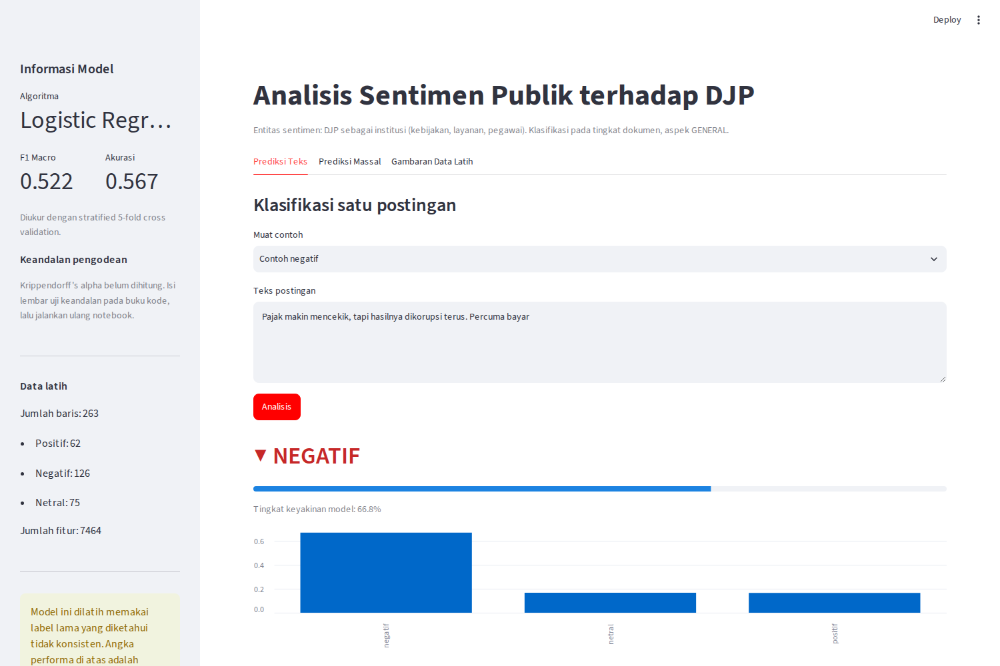 Deploy
Informasi Model
Algoritma
Logistic Regr...
F1 Macro
Akurasi
0.522
0.567
Diukur dengan stratified 5-fold cross
validation.
Keandalan pengodean
Krippendorff's alpha belum dihitung. Isi
lembar uji keandalan pada buku kode,
lalu jalankan ulang notebook.
Data latih
Jumlah baris: 263
Positif: 62
Negatif: 126
Netral: 75
Jumlah fitur: 7464
Model ini dilatih memakai
label lama yang diketahui
tidak konsisten. Angka
performa di atas adalah
Analisis Sentimen Publik terhadap DJP
Entitas sentimen: DJP sebagai institusi (kebijakan, layanan, pegawai). Klasifikasi pada tingkat dokumen, aspek GENERAL.
Prediksi Teks
Prediksi Massal
Gambaran Data Latih
Klasifikasi satu postingan
Muat contoh
Contoh negatif
Teks postingan
Pajak makin mencekik, tapi hasilnya dikorupsi terus. Percuma bayar
Analisis
▼ NEGATIF
Tingkat keyakinan model: 66.8%
0.6
0.4
0.2
0.0
negatif
netral
positif